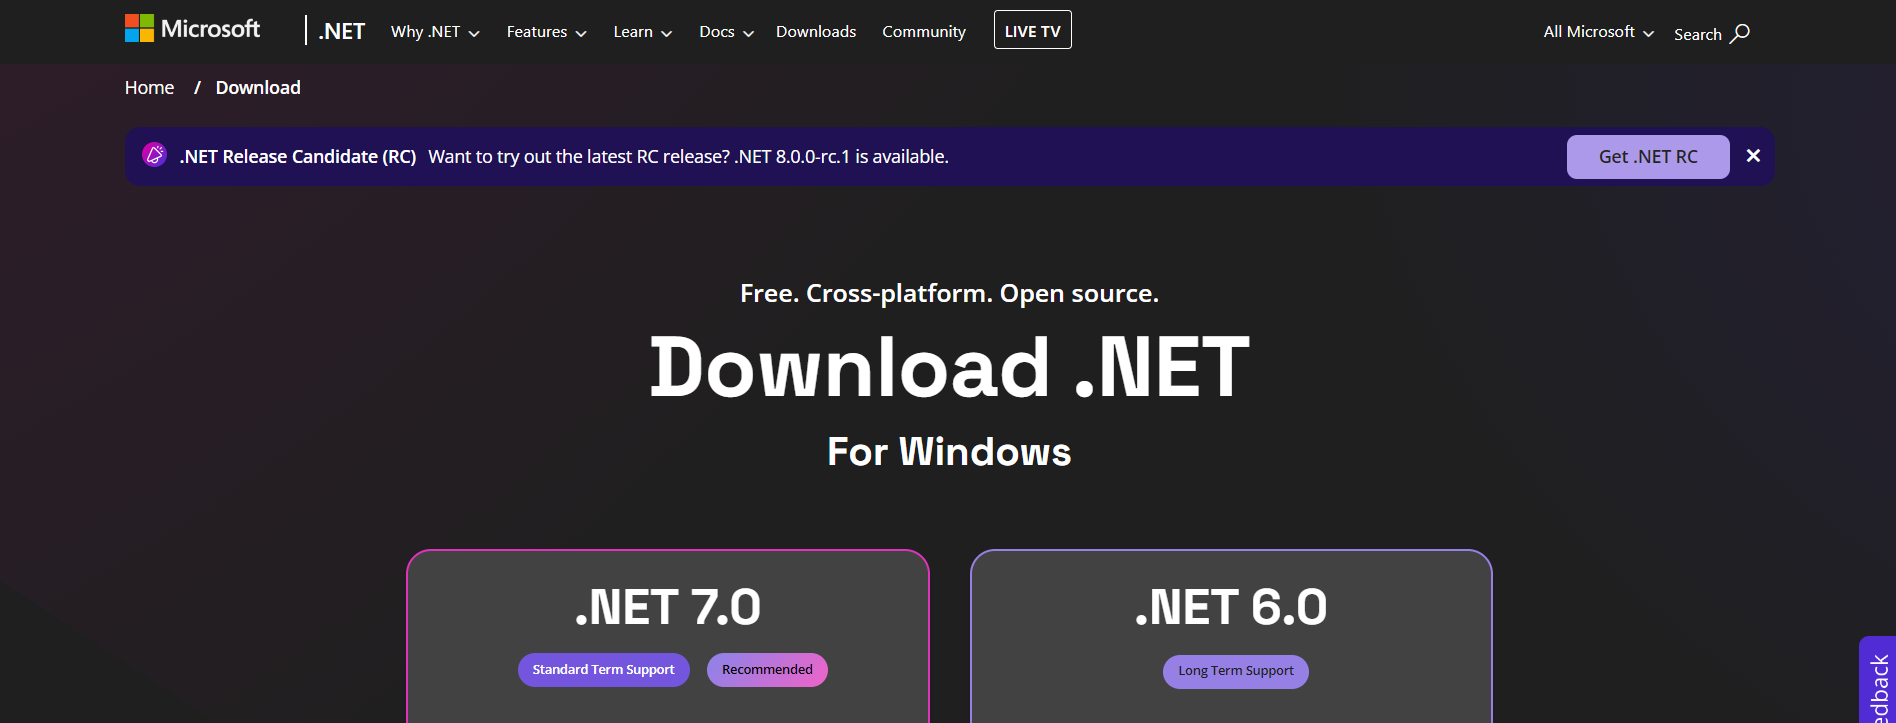 Microsoft
.NET
Why .NET
Features
Learn
Docs
Downloads
Community
LIVE TV
All Microsoft
Search
Home / Download
.NET Release Candidate (RC) Want to try out the latest RC release? .NET 8.0.0-rc.1 is available.
Get .NET RC
Free. Cross-platform. Open source.
Download .NET
For Windows
.NET 7.0
Standard Term Support
Recommended
.NET 6.0
Long Term Support